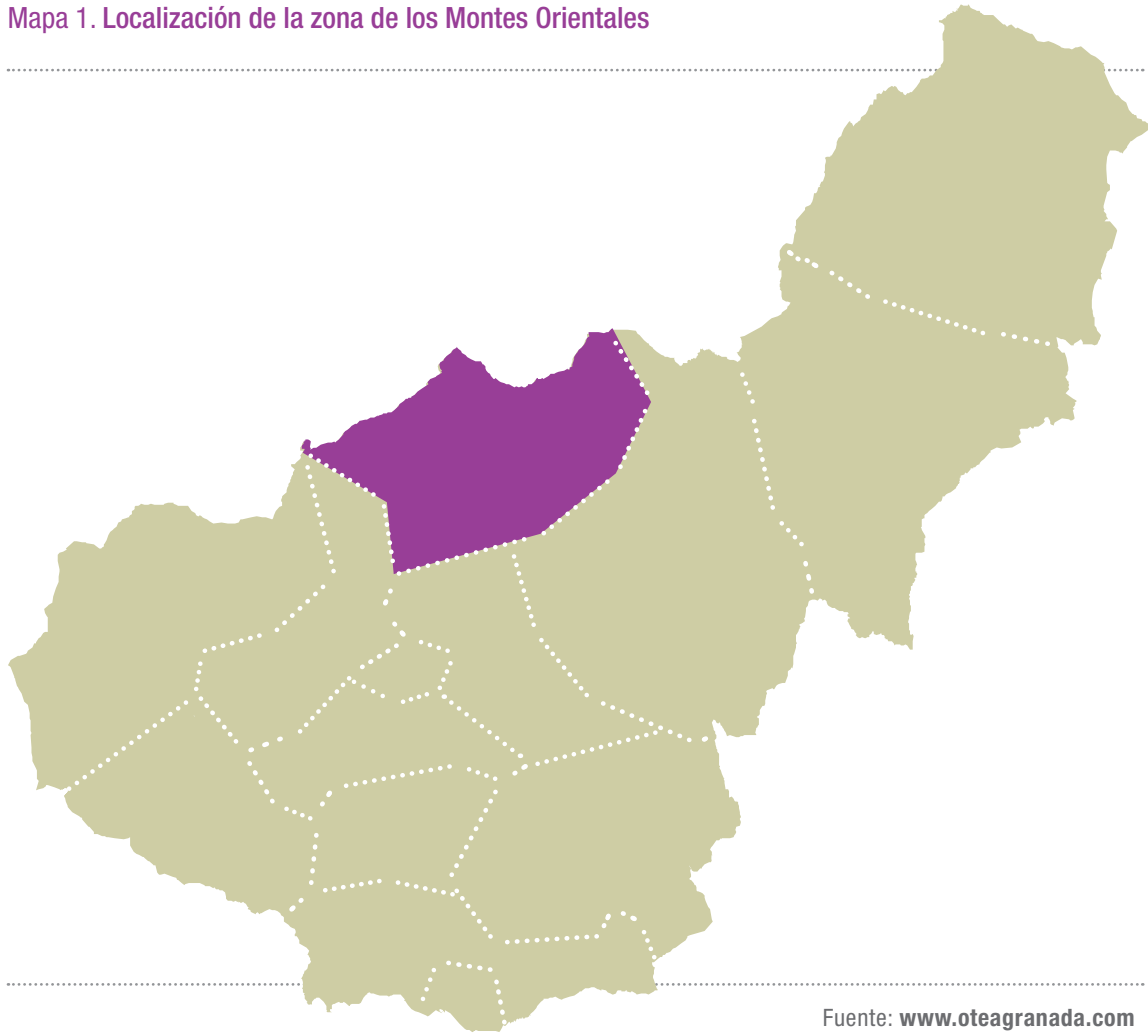 Mapa 1. Localización de la zona de los Montes Orientales
Fuente: www.oteagranada.com